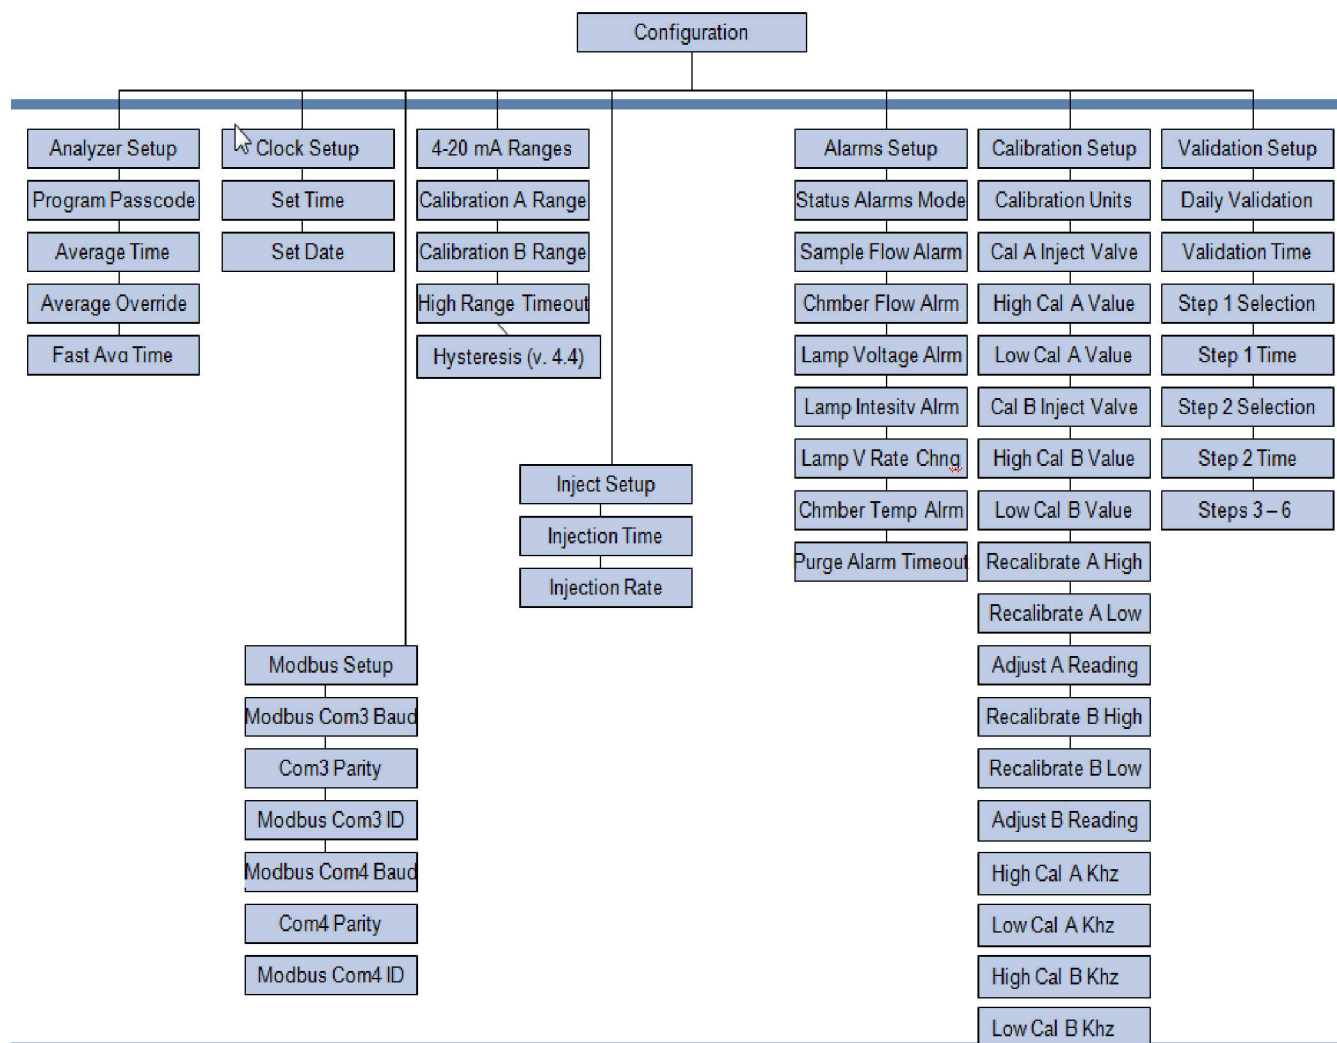 Configuration
Analyzer Setup
Program Passcode
Average Time
Average Override
Fast Avg Time
Clock Setup
Set Time
Set Date
4-20 mA Ranges
Calibration A Range
Calibration B Range
High Range Timeout
Hysteresis (v. 4.4)
Inject Setup
Injection Time
Injection Rate
Modbus Setup
Modbus Com3 Baud
Com3 Parity
Modbus Com3 ID
Modbus Com4 Baud
Com4 Parity
Modbus Com4 ID
Alarms Setup
Status Alarms Mode
Sample Flow Alarm
Chmber Flow Alrm
Lamp Voltage Alrm
Lamp Intesity Alrm
Lamp V Rate Chng
Chmber Temp Alrm
Purge Alarm Timeout
Calibration Setup
Calibration Units
Cal A Inject Valve
High Cal A Value
Low Cal A Value
Cal B Inject Valve
High Cal B Value
Low Cal B Value
Recalibrate A High
Recalibrate A Low
Adjust A Reading
Recalibrate B High
Recalibrate B Low
Adjust B Reading
High Cal A Khz
Low Cal A Khz
High Cal B Khz
Low Cal B Khz
Validation Setup
Daily Validation
Validation Time
Step 1 Selection
Step 1 Time
Step 2 Selection
Step 2 Time
Steps 3 – 6